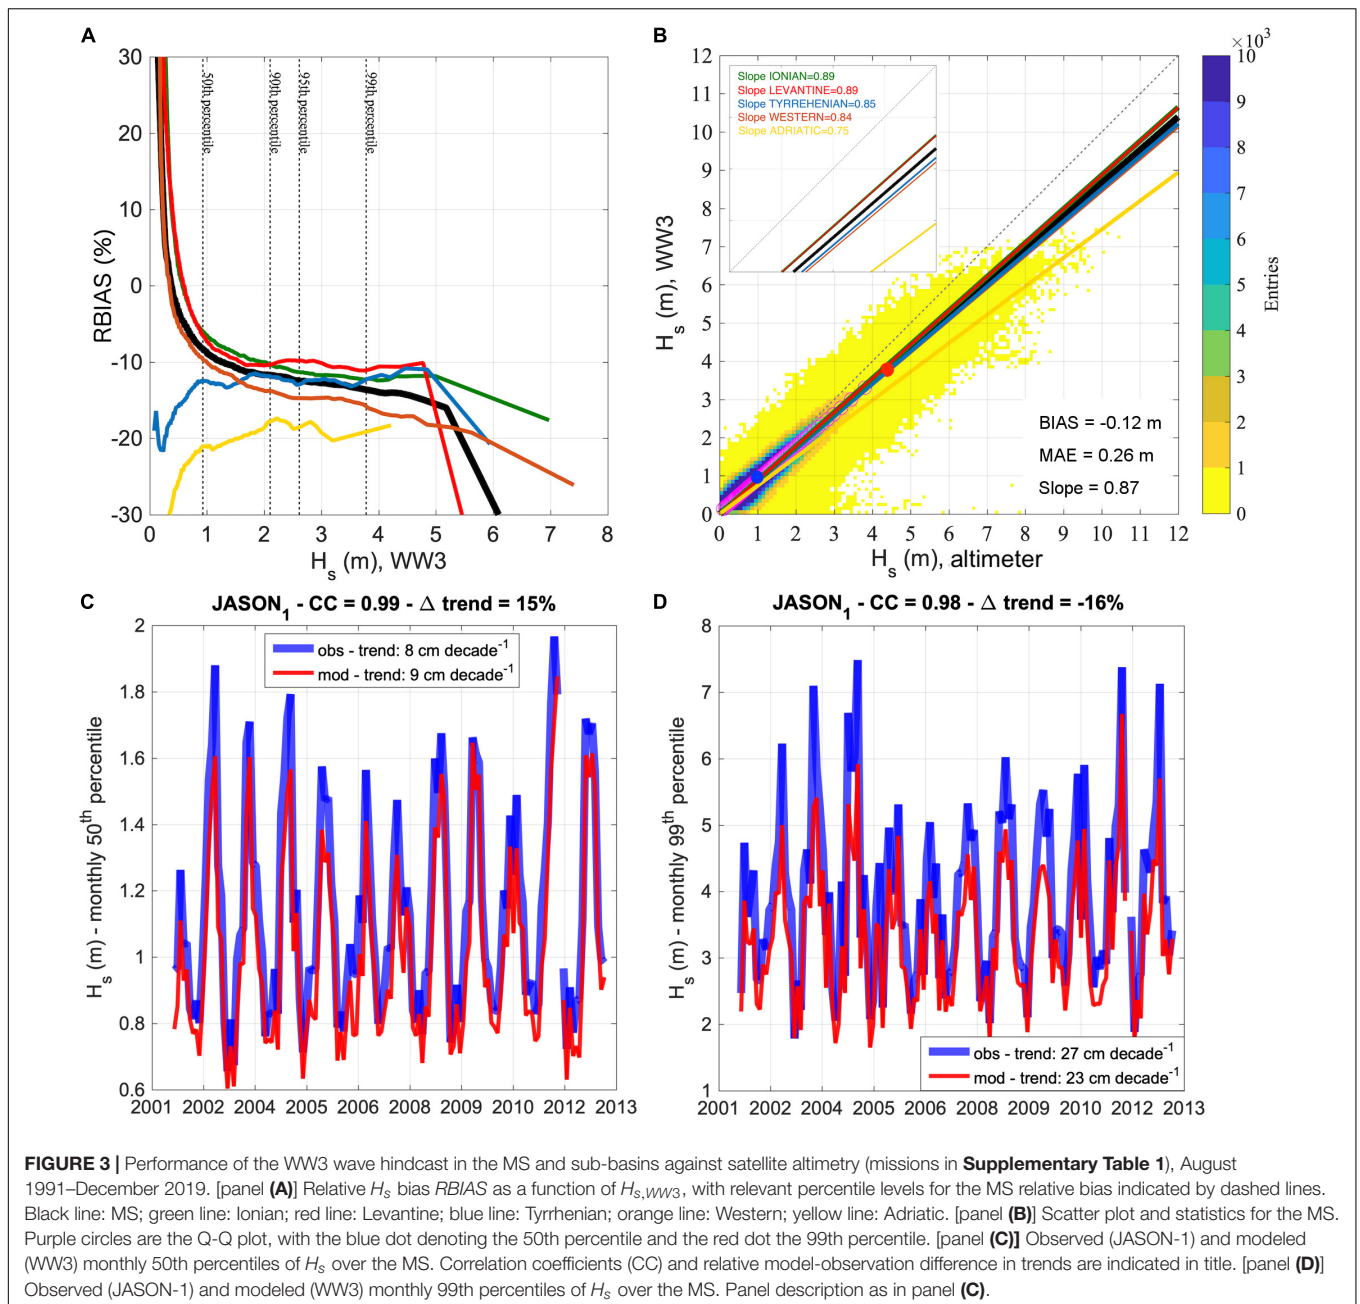 A
30
20
10
0
-10
-20
-30
RBIAS (%)
50th percentile
90th percentile
95th percentile
99th percentile
0 1 2 3 4 5 6 7 8
Hs (m), WW3
B
12
11
10
9
8
7
6
5
4
3
2
1
0
Hs (m), WW3
Slope IONIAN=0.89
Slope LEVANTINE=0.89
Slope TYRREHENIAN=0.85
Slope WESTERN=0.84
Slope ADRIATIC=0.75
BIAS = -0.12 m
MAE = 0.26 m
Slope = 0.87
0 1 2 3 4 5 6 7 8 9 10 11 12
Hs (m), altimeter
×10³
10
9
8
7
6
5
4
3
2
1
0
Entries
C
JASON1 - CC = 0.99 - Δ trend = 15%
2
1.8
1.6
1.4
1.2
1
0.8
0.6
Hs (m) - monthly 50th percentile
obs - trend: 8 cm decade-1
mod - trend: 9 cm decade-1
2001 2002 2004 2005 2006 2008 2009 2010 2012 2013
D
JASON1 - CC = 0.98 - Δ trend = -16%
8
7
6
5
4
3
2
1
Hs (m) - monthly 99th percentile
obs - trend: 27 cm decade-1
mod - trend: 23 cm decade-1
2001 2002 2004 2005 2006 2008 2009 2010 2012 2013
FIGURE 3 | Performance of the WW3 wave hindcast in the MS and sub-basins against satellite altimetry (missions in Supplementary Table 1), August
1991–December 2019. [panel (A)] Relative Hs bias RBIAS as a function of Hs,WW3, with relevant percentile levels for the MS relative bias indicated by dashed lines.
Black line: MS; green line: Ionian; red line: Levantine; blue line: Tyrrhenian; orange line: Western; yellow line: Adriatic. [panel (B)] Scatter plot and statistics for the MS.
Purple circles are the Q-Q plot, with the blue dot denoting the 50th percentile and the red dot the 99th percentile. [panel (C)] Observed (JASON-1) and modeled
(WW3) monthly 50th percentiles of Hs over the MS. Correlation coefficients (CC) and relative model-observation difference in trends are indicated in title. [panel (D)]
Observed (JASON-1) and modeled (WW3) monthly 99th percentiles of Hs over the MS. Panel description as in panel (C).